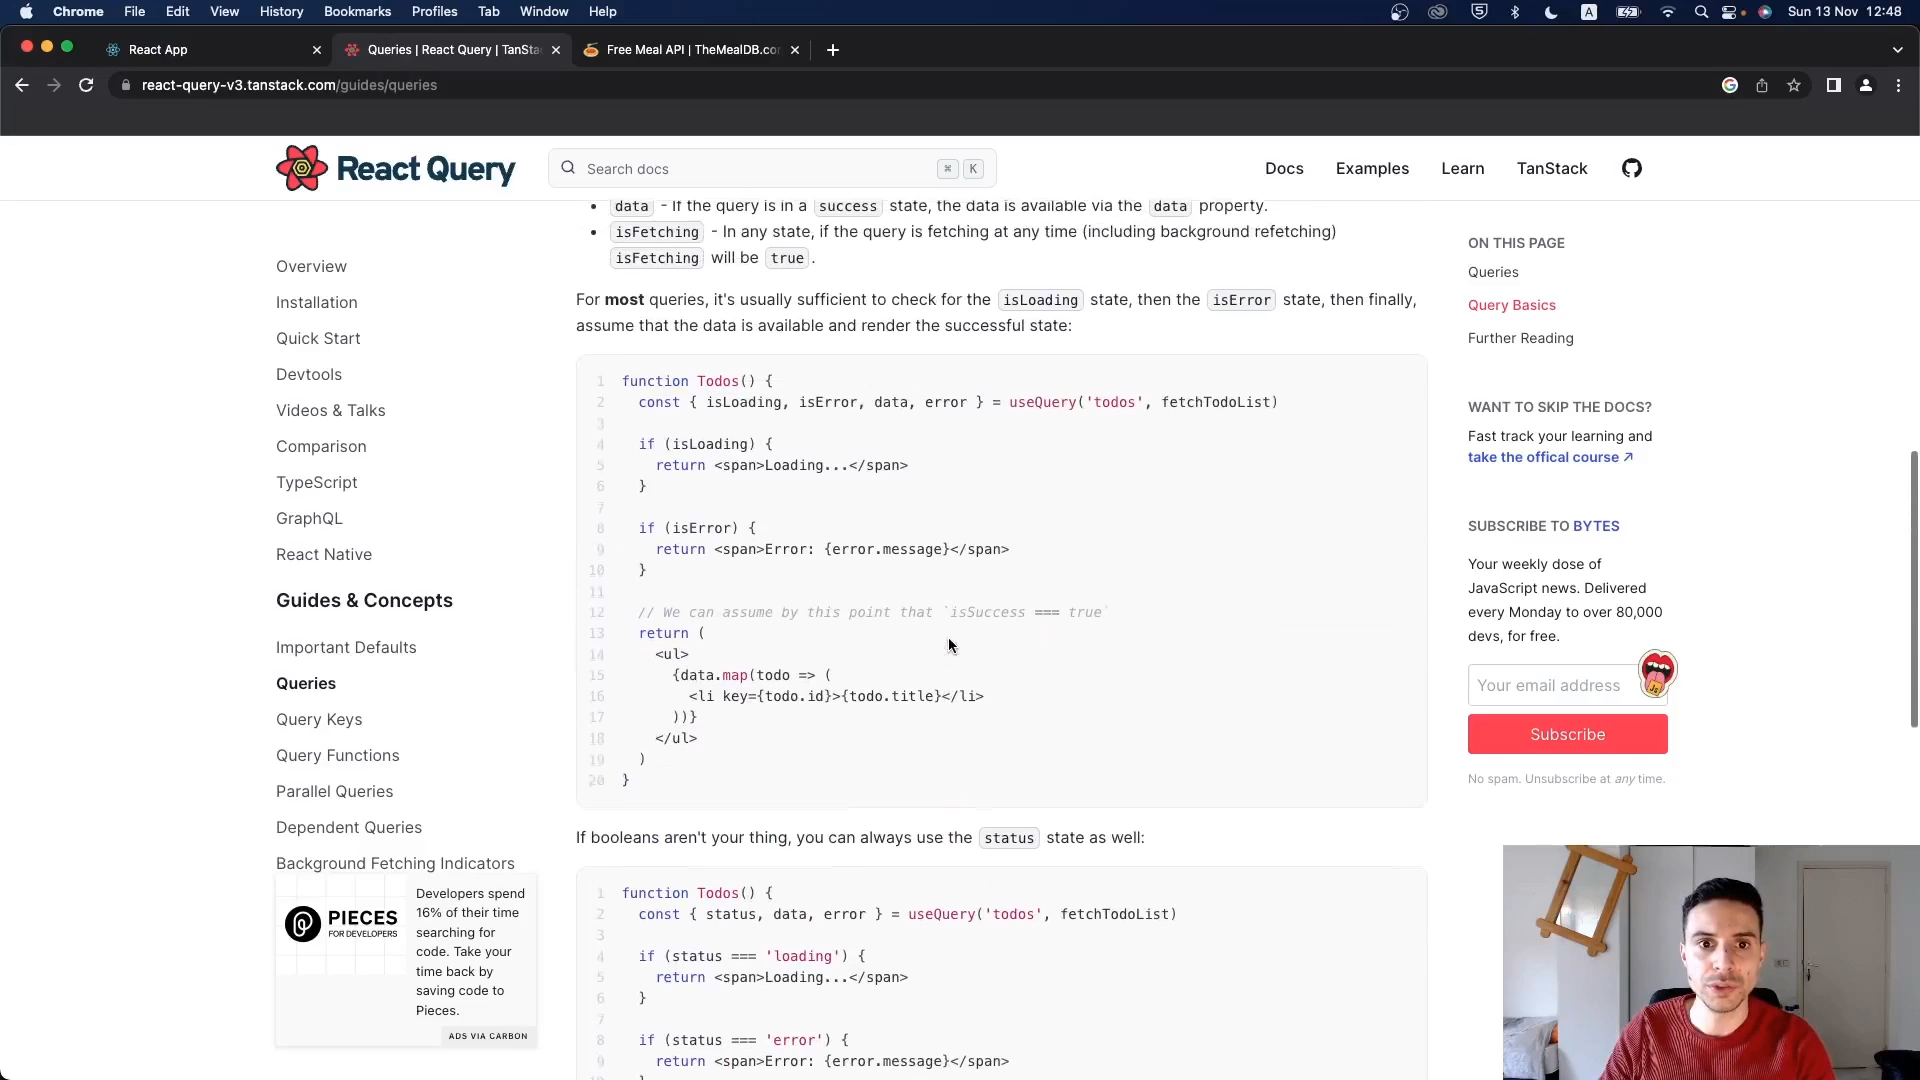 Chrome File Edit View History Bookmarks Profiles Tab Window Help
A
Sun 13 Nov 12:48
React App
Queries | React Query | TanSta
Free Meal API | TheMealDB.co
react-query-v3.tanstack.com/guides/queries
React Query
Search docs
⌘ K
Docs Examples Learn TanStack
Overview
Installation
Quick Start
Devtools
Videos & Talks
Comparison
TypeScript
GraphQL
React Native
Guides & Concepts
Important Defaults
Queries
Query Keys
Query Functions
Parallel Queries
Dependent Queries
Background Fetching Indicators
PIECES
FOR DEVELOPERS
Developers spend
16% of their time
searching for
code. Take your
time back by
saving code to
Pieces.
ADS VIA CARBON
• data - If the query is in a success state, the data is available via the data property.
• isFetching - In any state, if the query is fetching at any time (including background refetching)
isFetching will be true.
For most queries, it's usually sufficient to check for the isLoading state, then the isError state, then finally,
assume that the data is available and render the successful state:
1 function Todos() {
2 const { isLoading, isError, data, error } = useQuery('todos', fetchTodoList)
3
4 if (isLoading) {
5 return <span>Loading...</span>
6 }
7
8 if (isError) {
9 return <span>Error: {error.message}</span>
10 }
11
12 // We can assume by this point that `isSuccess === true`
13 return (
14 <ul>
15 {data.map(todo => (
16 <li key={todo.id}>{todo.title}</li>
17 ))}
18 </ul>
19 )
20 }
If booleans aren't your thing, you can always use the status state as well:
1 function Todos() {
2 const { status, data, error } = useQuery('todos', fetchTodoList)
3
4 if (status === 'loading') {
5 return <span>Loading...</span>
6 }
7
8 if (status === 'error') {
9 return <span>Error: {error.message}</span>
ON THIS PAGE
Queries
Query Basics
Further Reading
WANT TO SKIP THE DOCS?
Fast track your learning and
take the offical course ↗
SUBSCRIBE TO BYTES
Your weekly dose of
JavaScript news. Delivered
every Monday to over 80,000
devs, for free.
Your email address
Subscribe
No spam. Unsubscribe at any time.